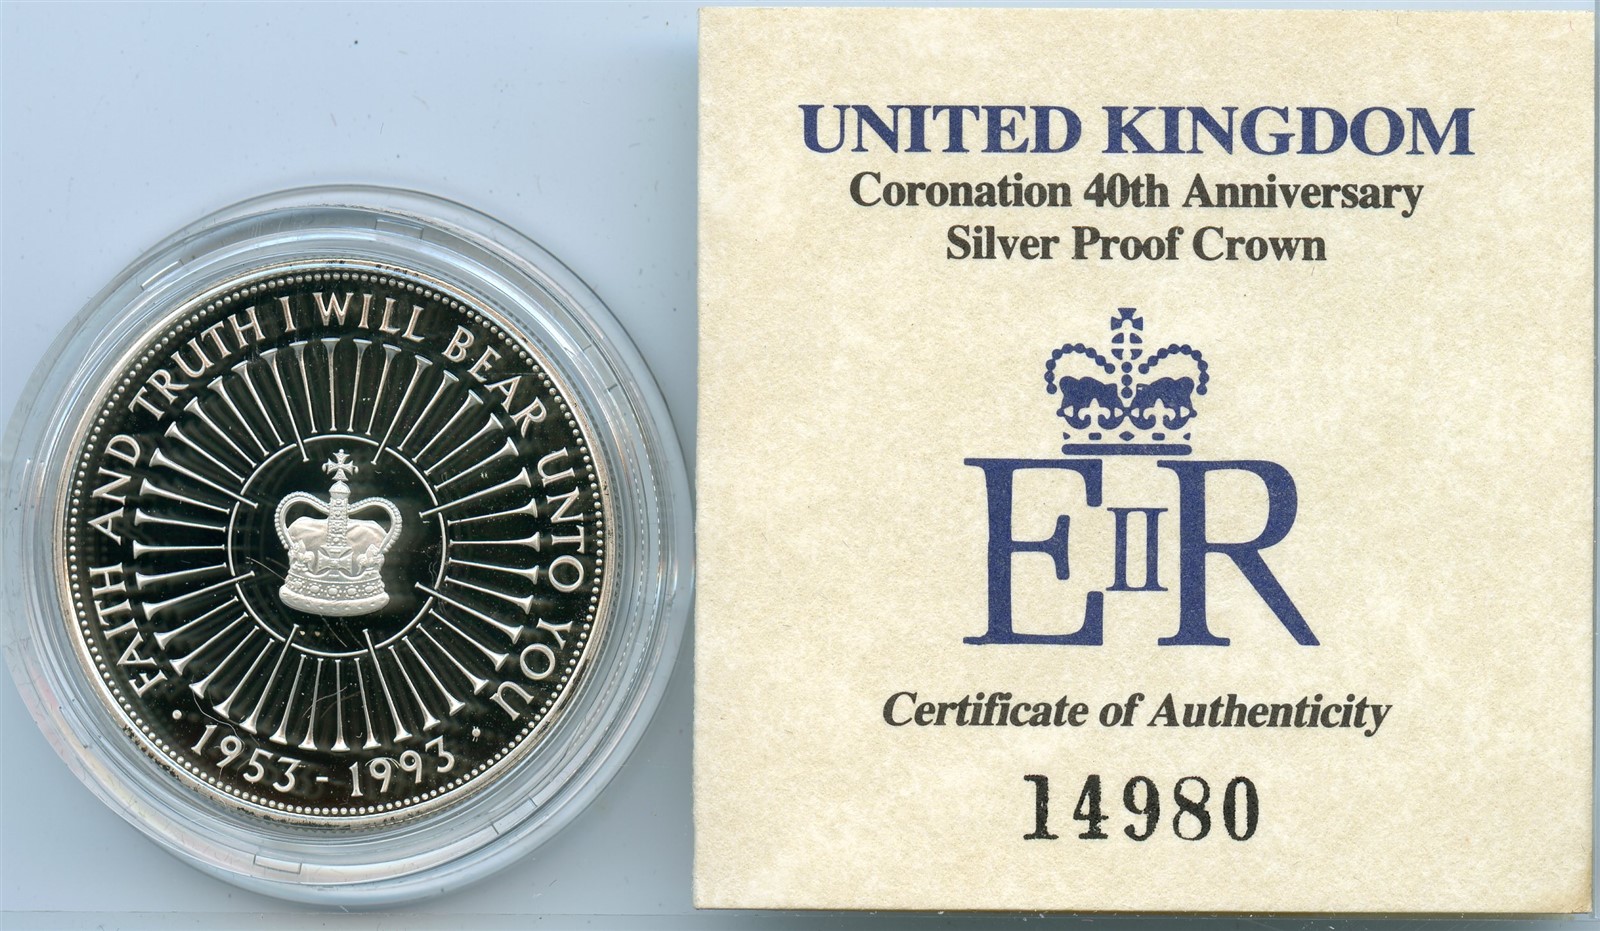 FAITH AND TRUTH I WILL BEAR UNTO YOU
· 1953 - 1993 ·
UNITED KINGDOM
Coronation 40th Anniversary
Silver Proof Crown
EIIR
Certificate of Authenticity
14980